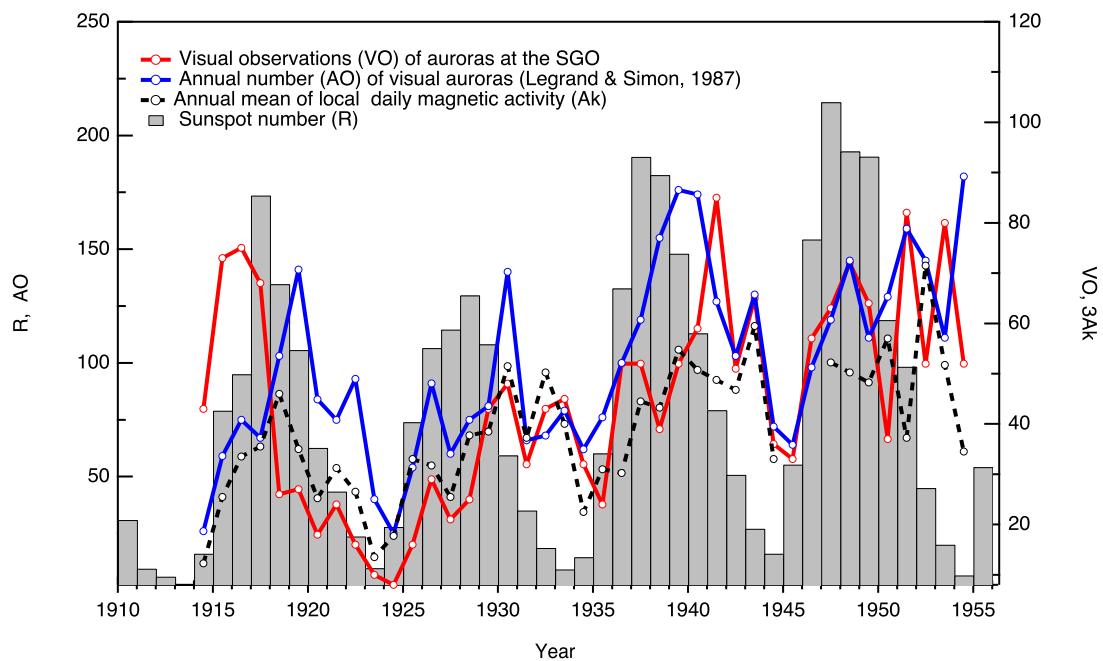 250
200
150
100
50
R, AO
Visual observations (VO) of auroras at the SGO
Annual number (AO) of visual auroras (Legrand & Simon, 1987)
Annual mean of local daily magnetic activity (Ak)
Sunspot number (R)
120
100
80
60
40
20
VO, 3Ak
1910 1915 1920 1925 1930 1935 1940 1945 1950 1955
Year